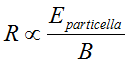 R ∝ E_particella / B